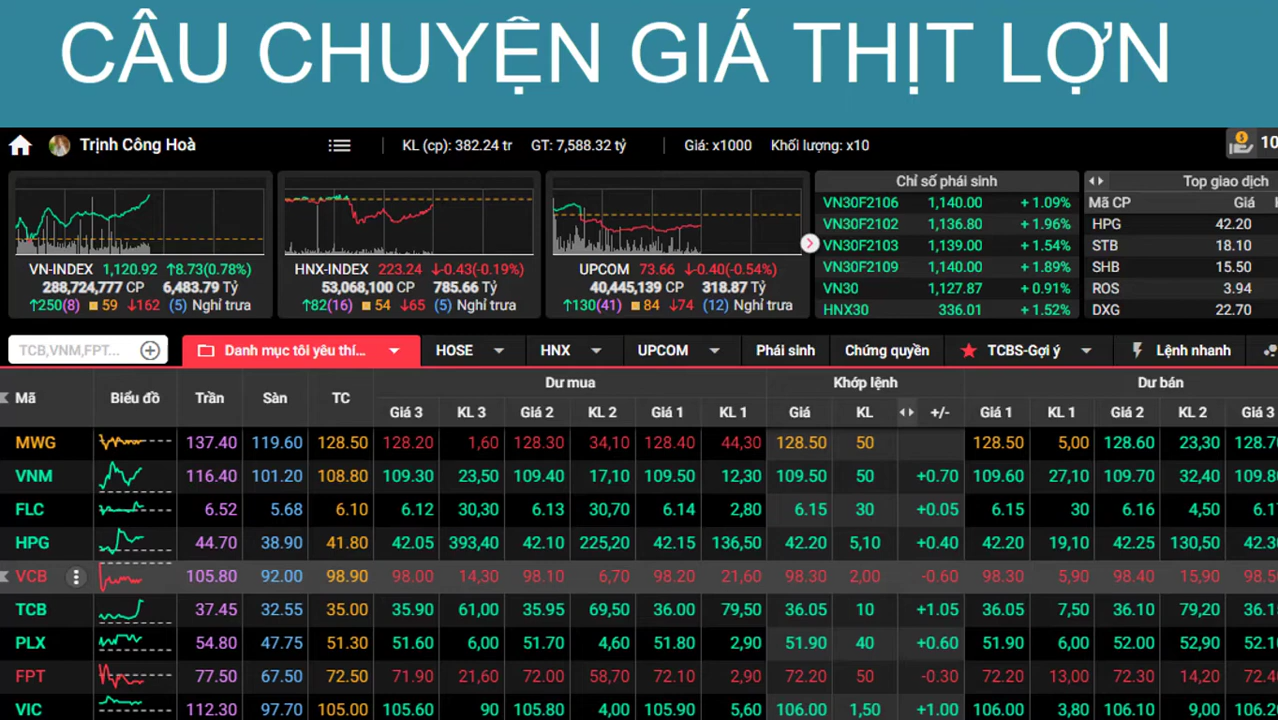 CÂU CHUYỆN GIÁ THỊT LỢN
Trịnh Công Hoà KL (cp): 382.24 tr GT: 7,588.32 tỷ Giá: x1000 Khối lượng: x10 10
VN-INDEX 1,120.92 ↑8.73(0.78%)
288,724,777 CP 6,483.79 Tỷ
↑250(8) 59 ↓162 (5) Nghỉ trưa
HNX-INDEX 223.24 ↓-0.43(-0.19%)
53,068,100 CP 785.66 Tỷ
↑82(16) 54 ↓65 (5) Nghỉ trưa
UPCOM 73.66 ↓-0.40(-0.54%)
40,445,139 CP 318.87 Tỷ
↑130(41) 84 ↓74 (12) Nghỉ trưa
Chỉ số phái sinh
VN30F2106 1,140.00 + 1.09%
VN30F2102 1,136.80 + 1.96%
VN30F2103 1,139.00 + 1.54%
VN30F2109 1,140.00 + 1.89%
VN30 1,127.87 + 0.91%
HNX30 336.01 + 1.52%
Top giao dịch
Mã CP Giá
HPG 42.20
STB 18.10
SHB 15.50
ROS 3.94
DXG 22.70
TCB,VNM,FPT... Danh mục tôi yêu thí... HOSE HNX UPCOM Phái sinh Chứng quyền TCBS-Gợi ý Lệnh nhanh
Mã Biểu đồ Trần Sàn TC Dư mua Khớp lệnh Dư bán
Giá 3 KL 3 Giá 2 KL 2 Giá 1 KL 1 Giá KL +/- Giá 1 KL 1 Giá 2 KL 2 Giá 3
MWG 137.40 119.60 128.50 128.20 1,60 128.30 34,10 128.40 44,30 128.50 50 128.50 5,00 128.60 23,30 128.7
VNM 116.40 101.20 108.80 109.30 23,50 109.40 17,10 109.50 12,30 109.50 50 +0.70 109.60 27,10 109.70 32,40 109.8
FLC 6.52 5.68 6.10 6.12 30,30 6.13 30,70 6.14 2,80 6.15 30 +0.05 6.15 30 6.16 4,50 6.1
HPG 44.70 38.90 41.80 42.05 393,40 42.10 225,20 42.15 136,50 42.20 5,10 +0.40 42.20 19,10 42.25 130,50 42.3
VCB 105.80 92.00 98.90 98.00 14,30 98.10 6,70 98.20 21,60 98.30 2,00 -0.60 98.30 5,90 98.40 15,90 98.5
TCB 37.45 32.55 35.00 35.90 61,00 35.95 69,50 36.00 79,50 36.05 10 +1.05 36.05 7,50 36.10 79,20 36.1
PLX 54.80 47.75 51.30 51.60 6,00 51.70 4,60 51.80 2,90 51.90 40 +0.60 51.90 6,00 52.00 52,90 52.1
FPT 77.50 67.50 72.50 71.90 21,60 72.00 58,70 72.10 2,90 72.20 50 -0.30 72.20 13,00 72.30 14,20 72.4
VIC 112.30 97.70 105.00 105.60 90 105.80 4,00 105.90 5,60 106.00 1,50 +1.00 106.00 3,80 106.10 9,00 106.2